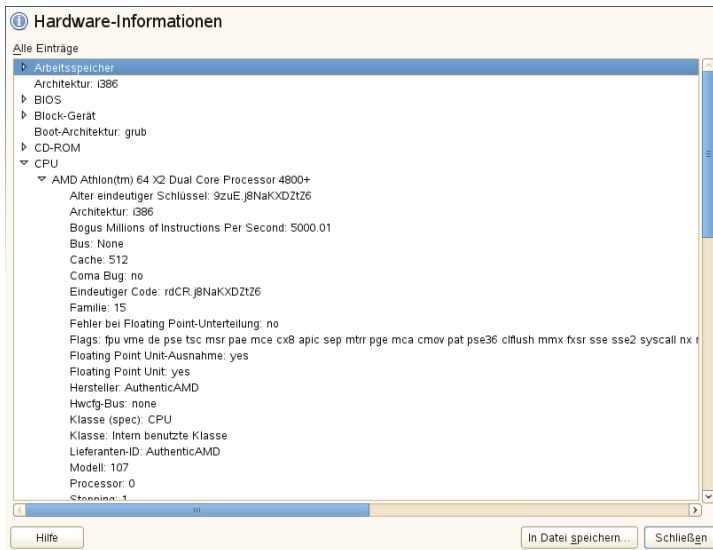 Hardware-Informationen
Alle Einträge
Arbeitsspeicher
Architektur: i386
BIOS
Block-Gerät
Boot-Architektur: grub
CD-ROM
CPU
AMD Athlon(tm) 64 X2 Dual Core Processor 4800+
Alter eindeutiger Schlüssel: 9zuE.j8NaKXDZtZ6
Architektur: i386
Bogus Millions of Instructions Per Second: 5000.01
Bus: None
Cache: 512
Coma Bug: no
Eindeutiger Code: rdCR.j8NaKXDZtZ6
Familie: 15
Fehler bei Floating Point-Unterteilung: no
Flags: fpu vme de pse tsc msr pae mce cx8 apic sep mtrr pge mca cmov pat pse36 clflush mmx fxsr sse sse2 syscall nx
Floating Point Unit-Ausnahme: yes
Floating Point Unit: yes
Hersteller: AuthenticAMD
Hwcfg-Bus: none
Klasse (spec): CPU
Klasse: Intern benutzte Klasse
Lieferanten-ID: AuthenticAMD
Modell: 107
Processor: 0
Stepping: 1
Hilfe
In Datei speichern...
Schließen